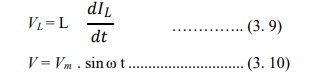 V_L = L dI_L/dt ………….. (3. 9)
V = V_m . sin ω t .............................. (3. 10)